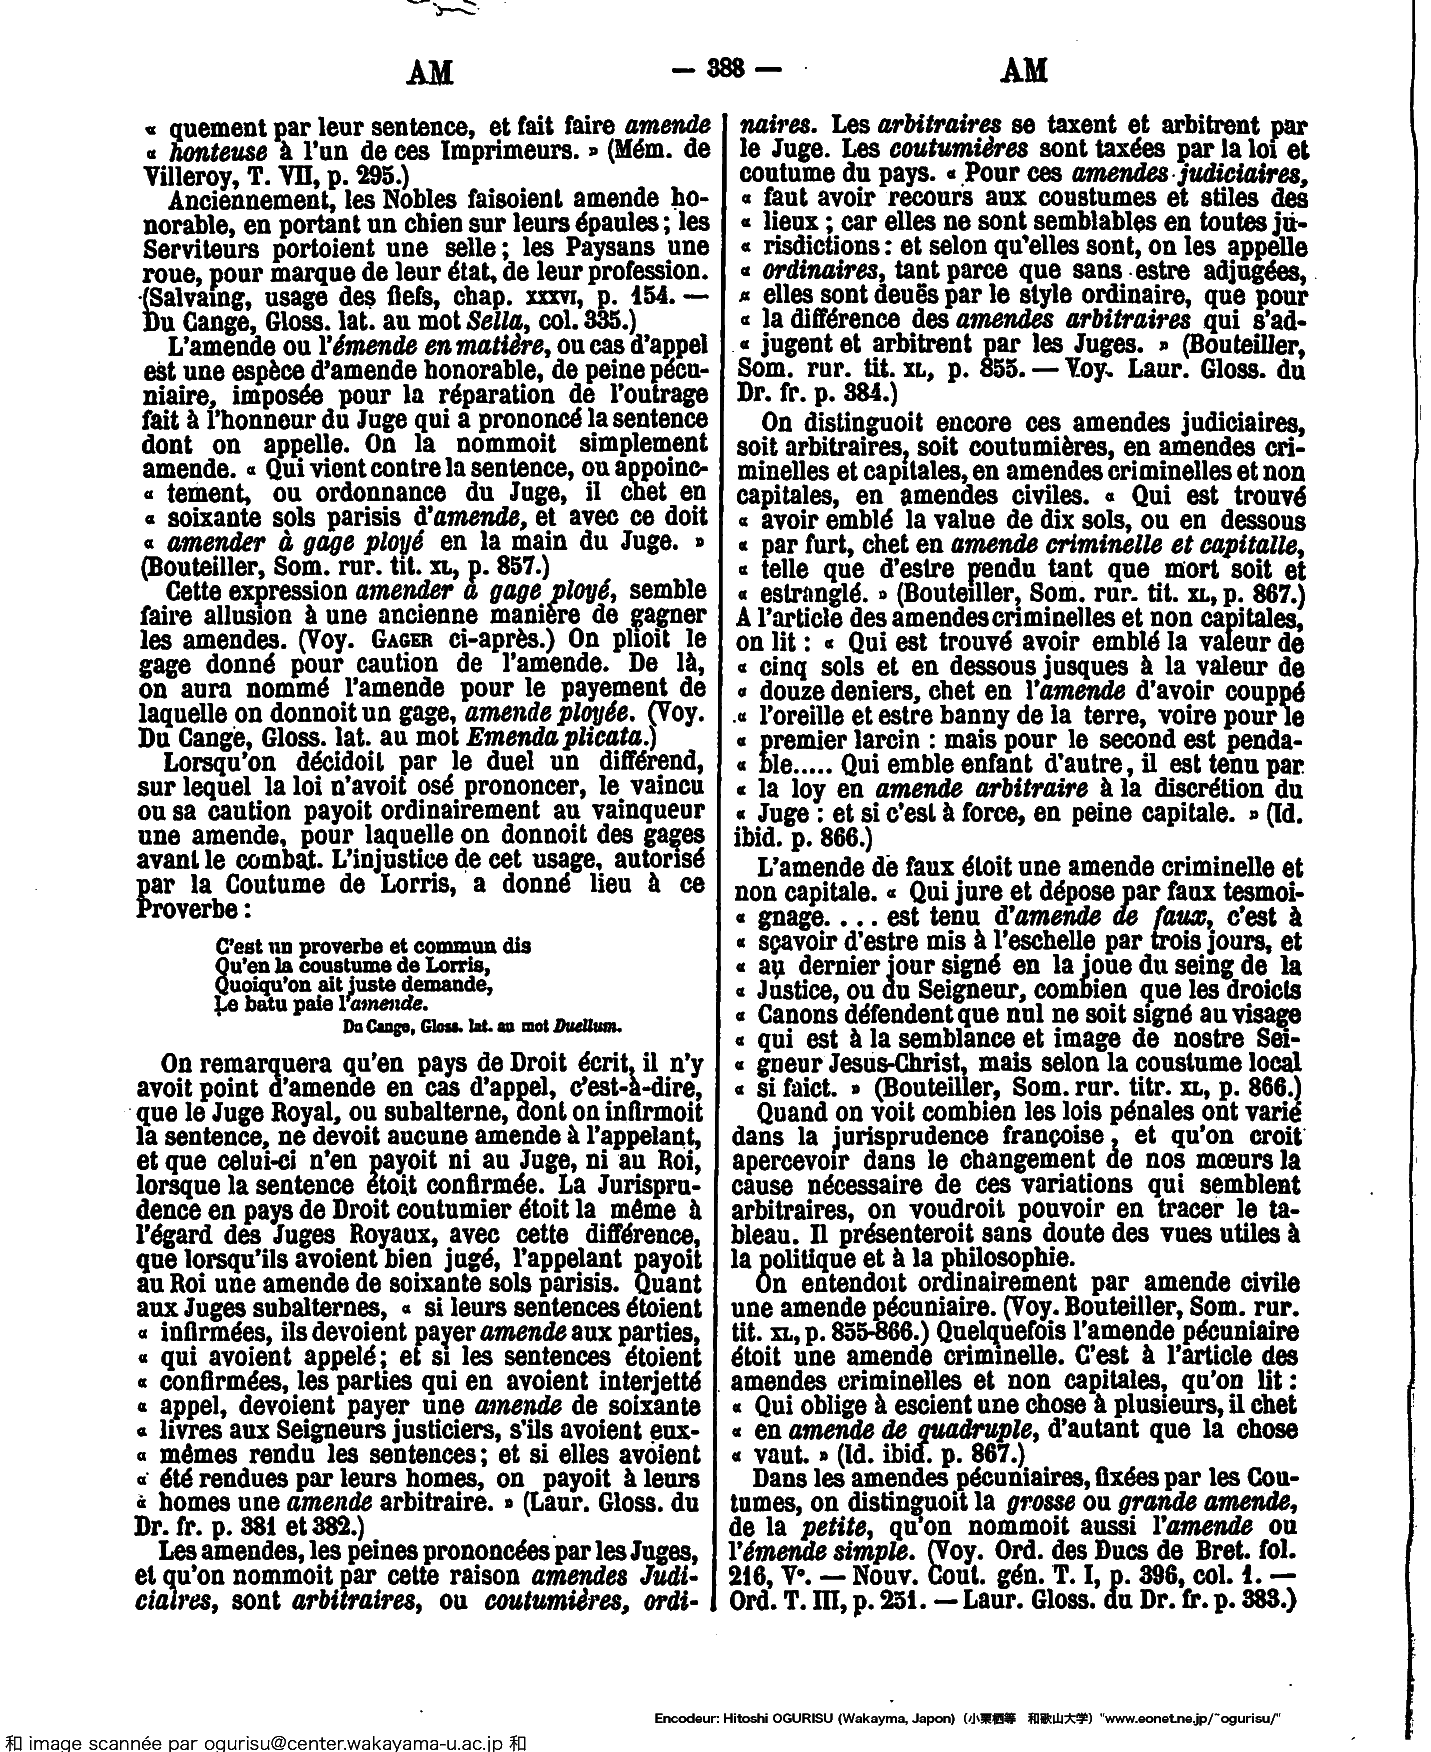 AM
— 388 —
AM
« quement par leur sentence, et fait faire amende
« honteuse à l'un de ces Imprimeurs. » (Mém. de
Villeroy, T. VII, p. 295.)
Anciennement, les Nobles faisoient amende ho-
norable, en portant un chien sur leurs épaules; les
Serviteurs portoient une selle; les Paysans une
roue, pour marque de leur état, de leur profession.
(Salvaing, usage des fiefs, chap. XXXVI, p. 154. —
Du Cange, Gloss. lat. au mot Sella, col. 335.)
L'amende ou l'émende en matière, ou cas d'appel
est une espèce d'amende honorable, de peine pécu-
niaire, imposée pour la réparation de l'outrage
fait à l'honneur du Juge qui a prononcé la sentence
dont on appelle. On la nommoit simplement
amende. « Qui vient contre la sentence, ou appoinc-
« tement, ou ordonnance du Juge, il chet en
« soixante sols parisis d'amende, et avec ce doit
« amender à gage ployé en la main du Juge. »
(Bouteiller, Som. rur. tit. XL, p. 857.)
Cette expression amender à gage ployé, semble
faire allusion à une ancienne manière de gagner
les amendes. (Voy. GAGER ci-après.) On plioit le
gage donné pour caution de l'amende. De là,
on aura nommé l'amende pour le payement de
laquelle on donnoit un gage, amende ployée. (Voy.
Du Cange, Gloss. lat. au mot Emenda plicata.)
Lorsqu'on décidoit par le duel un différend,
sur lequel la loi n'avoit osé prononcer, le vaincu
ou sa caution payoit ordinairement au vainqueur
une amende, pour laquelle on donnoit des gages
avant le combat. L'injustice de cet usage, autorisé
par la Coutume de Lorris, a donné lieu à ce
Proverbe :
C'est un proverbe et commun dis
Qu'en la coustume de Lorris,
Quoiqu'on ait juste demande,
Le batu paie l'amende.
Du Cange, Gloss. lat. au mot Duellum.
On remarquera qu'en pays de Droit écrit, il n'y
avoit point d'amende en cas d'appel, c'est-à-dire,
que le Juge Royal, ou subalterne, dont on infirmoit
la sentence, ne devoit aucune amende à l'appelant,
et que celui-ci n'en payoit ni au Juge, ni au Roi,
lorsque la sentence étoit confirmée. La Jurispru-
dence en pays de Droit coutumier étoit la même à
l'égard des Juges Royaux, avec cette différence,
que lorsqu'ils avoient bien jugé, l'appelant payoit
au Roi une amende de soixante sols parisis. Quant
aux Juges subalternes, « si leurs sentences étoient
« infirmées, ils devoient payer amende aux parties,
« qui avoient appelé; et si les sentences étoient
« confirmées, les parties qui en avoient interjetté
« appel, devoient payer une amende de soixante
« livres aux Seigneurs justiciers, s'ils avoient eux-
« mêmes rendu les sentences; et si elles avoient
« été rendues par leurs homes, on payoit à leurs
« homes une amende arbitraire. » (Laur. Gloss. du
Dr. fr. p. 381 et 382.)
Les amendes, les peines prononcées par les Juges,
et qu'on nommoit par cette raison amendes Judi-
ciaires, sont arbitraires, ou coutumières, ordi-
naires. Les arbitraires se taxent et arbitrent par
le Juge. Les coutumières sont taxées par la loi et
coutume du pays. « Pour ces amendes judiciaires,
« faut avoir recours aux coustumes et stiles des
« lieux ; car elles ne sont semblables en toutes ju-
« risdictions : et selon qu'elles sont, on les appelle
« ordinaires, tant parce que sans estre adjugées,
« elles sont deuës par le style ordinaire, que pour
« la différence des amendes arbitraires qui s'ad-
« jugent et arbitrent par les Juges. » (Bouteiller,
Som. rur. tit. XL, p. 855. — Voy. Laur. Gloss. du
Dr. fr. p. 384.)
On distinguoit encore ces amendes judiciaires,
soit arbitraires, soit coutumières, en amendes cri-
minelles et capitales, en amendes criminelles et non
capitales, en amendes civiles. « Qui est trouvé
« avoir emblé la value de dix sols, ou en dessous
« par furt, chet en amende criminelle et capitalle,
« telle que d'estre pendu tant que mort soit et
« estranglé. » (Bouteiller, Som. rur. tit. XL, p. 867.)
A l'article des amendes criminelles et non capitales,
on lit : « Qui est trouvé avoir emblé la valeur de
« cinq sols et en dessous jusques à la valeur de
« douze deniers, chet en l'amende d'avoir couppé
« l'oreille et estre banny de la terre, voire pour le
« premier larcin : mais pour le second est penda-
« ble..... Qui emble enfant d'autre, il est tenu par
« la loy en amende arbitraire à la discrétion du
« Juge : et si c'est à force, en peine capitale. » (Id.
ibid. p. 866.)
L'amende de faux étoit une amende criminelle et
non capitale. « Qui jure et dépose par faux tesmoi-
« gnage.... est tenu d'amende de faux, c'est à
« sçavoir d'estre mis à l'eschelle par trois jours, et
« au dernier jour signé en la joue du seing de la
« Justice, ou du Seigneur, combien que les droicts
« Canons défendent que nul ne soit signé au visage
« qui est à la semblance et image de nostre Sei-
« gneur Jesus-Christ, mais selon la coustume local
« si faict. » (Bouteiller, Som. rur. titr. XL, p. 866.)
Quand on voit combien les lois pénales ont varié
dans la jurisprudence françoise, et qu'on croit
apercevoir dans le changement de nos mœurs la
cause nécessaire de ces variations qui semblent
arbitraires, on voudroit pouvoir en tracer le ta-
bleau. Il présenteroit sans doute des vues utiles à
la politique et à la philosophie.
On entendoit ordinairement par amende civile
une amende pécuniaire. (Voy. Bouteiller, Som. rur.
tit. XL, p. 855-866.) Quelquefois l'amende pécuniaire
étoit une amende criminelle. C'est à l'article des
amendes criminelles et non capitales, qu'on lit :
« Qui oblige à escient une chose à plusieurs, il chet
« en amende de quadruple, d'autant que la chose
« vaut. » (Id. ibid. p. 867.)
Dans les amendes pécuniaires, fixées par les Cou-
tumes, on distinguoit la grosse ou grande amende,
de la petite, qu'on nommoit aussi l'amende ou
l'émende simple. (Voy. Ord. des Ducs de Bret. fol.
216, V°. — Nouv. Cout. gén. T. I, p. 396, col. 1. —
Ord. T. III, p. 251. — Laur. Gloss. du Dr. fr. p. 383.)
Encodeur: Hitoshi OGURISU (Wakayma, Japon) (小栗栖等 和歌山大学) "www.eonet.ne.jp/~ogurisu/"
和 image scannée par ogurisu@center.wakayama-u.ac.jp 和